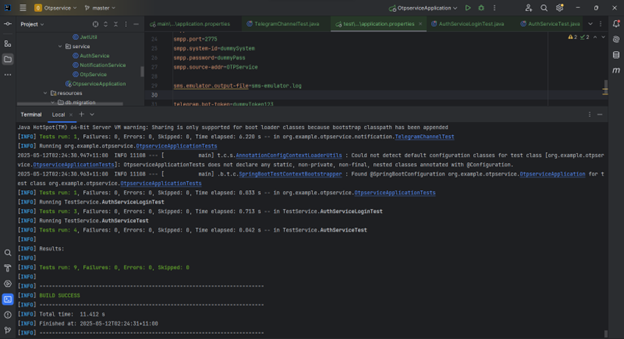 Otpservice
master
OtpserviceApplication
Project
main\...\application.properties
TelegramChannelTest.java
test\...\application.properties
AuthServiceLoginTest.java
AuthServiceTest.java
JwtUtil
service
AuthService
NotificationService
OtpService
OtpserviceApplication
resources
db.migration
24 smpp.port=2775
smpp.system-id=dummySystem
smpp.password=dummyPass
smpp.source-addr=OTPService
29 sms.emulator.output-file=sms-emulator.log
30
telegram.bot-token=dummyToken123
2
2
Terminal
Local
Java HotSpot(TM) 64-Bit Server VM warning: Sharing is only supported for boot loader classes because bootstrap classpath has been appended
[INFO] Tests run: 1, Failures: 0, Errors: 0, Skipped: 0, Time elapsed: 6.226 s -- in org.example.otpservice.notification.TelegramChannelTest
[INFO] Running org.example.otpservice.OtpserviceApplicationTests
2025-05-12T02:24:30.947+11:00 INFO 11108 --- [ main] t.c.s.AnnotationConfigContextLoaderUtils : Could not detect default configuration classes for test class [org.example.otpservice.OtpserviceApplicationTests]: OtpserviceApplicationTests does not declare any static, non-private, non-final, nested classes annotated with @Configuration.
2025-05-12T02:24:30.963+11:00 INFO 11108 --- [ main] .b.t.c.SpringBootTestContextBootstrapper : Found @SpringBootConfiguration org.example.otpservice.OtpserviceApplication for test class org.example.otpservice.OtpserviceApplicationTests
[INFO] Tests run: 1, Failures: 0, Errors: 0, Skipped: 0, Time elapsed: 0.033 s -- in org.example.otpservice.OtpserviceApplicationTests
[INFO] Running TestService.AuthServiceLoginTest
[INFO] Tests run: 3, Failures: 0, Errors: 0, Skipped: 0, Time elapsed: 0.713 s -- in TestService.AuthServiceLoginTest
[INFO] Running TestService.AuthServiceTest
[INFO] Tests run: 4, Failures: 0, Errors: 0, Skipped: 0, Time elapsed: 0.042 s -- in TestService.AuthServiceTest
[INFO]
[INFO] Results:
[INFO]
[INFO] Tests run: 9, Failures: 0, Errors: 0, Skipped: 0
[INFO]
[INFO] ------------------------------------------------------------------------
[INFO] BUILD SUCCESS
[INFO] ------------------------------------------------------------------------
[INFO] Total time: 11.412 s
[INFO] Finished at: 2025-05-12T02:24:31+11:00
[INFO] ------------------------------------------------------------------------